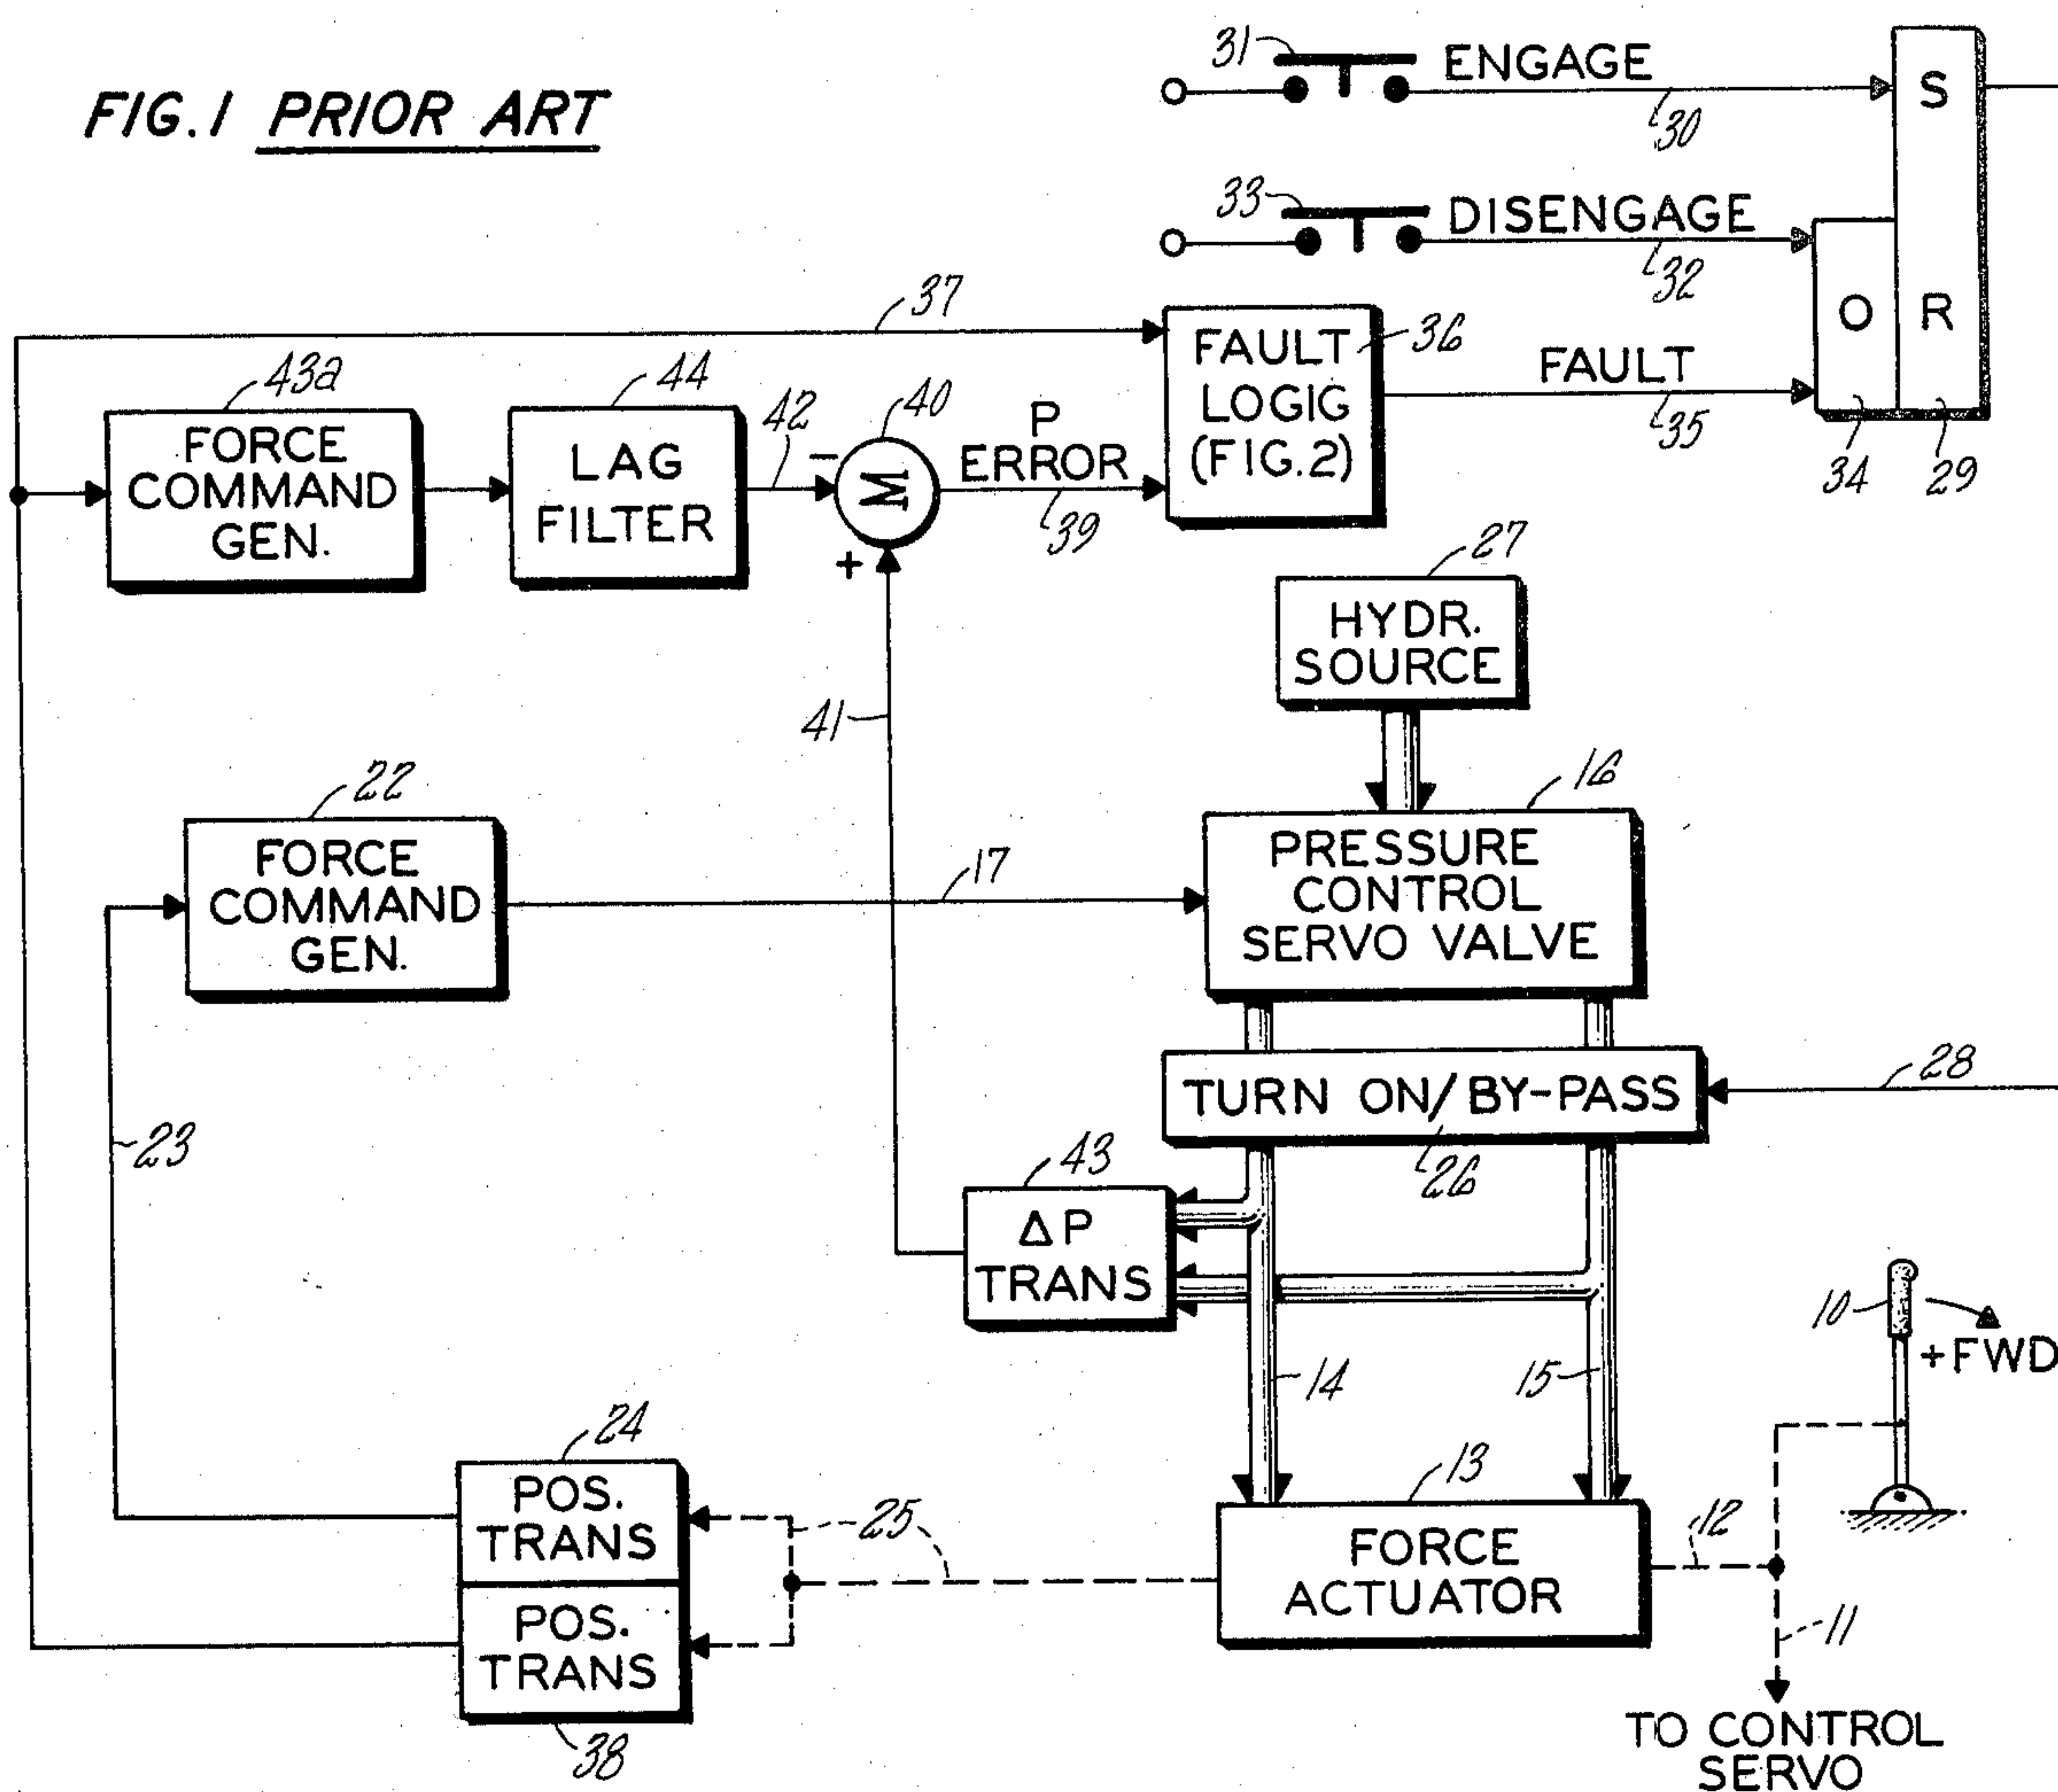 FIG. 1 PRIOR ART
31
ENGAGE
30
S
33
DISENGAGE
32
O
R
37
FAULT
LOGIG
(FIG. 2)
36
FAULT
35
34
29
43a
FORCE
COMMAND
GEN.
44
LAG
FILTER
42
−
40
Σ
+
P
ERROR
39
27
HYDR.
SOURCE
41
22
FORCE
COMMAND
GEN.
17
16
PRESSURE
CONTROL
SERVO VALVE
TURN ON/BY-PASS
28
26
23
43
ΔP
TRANS
14
15
10
+FWD
24
POS.
TRANS
POS.
TRANS
38
25
13
FORCE
ACTUATOR
12
11
TO CONTROL
SERVO